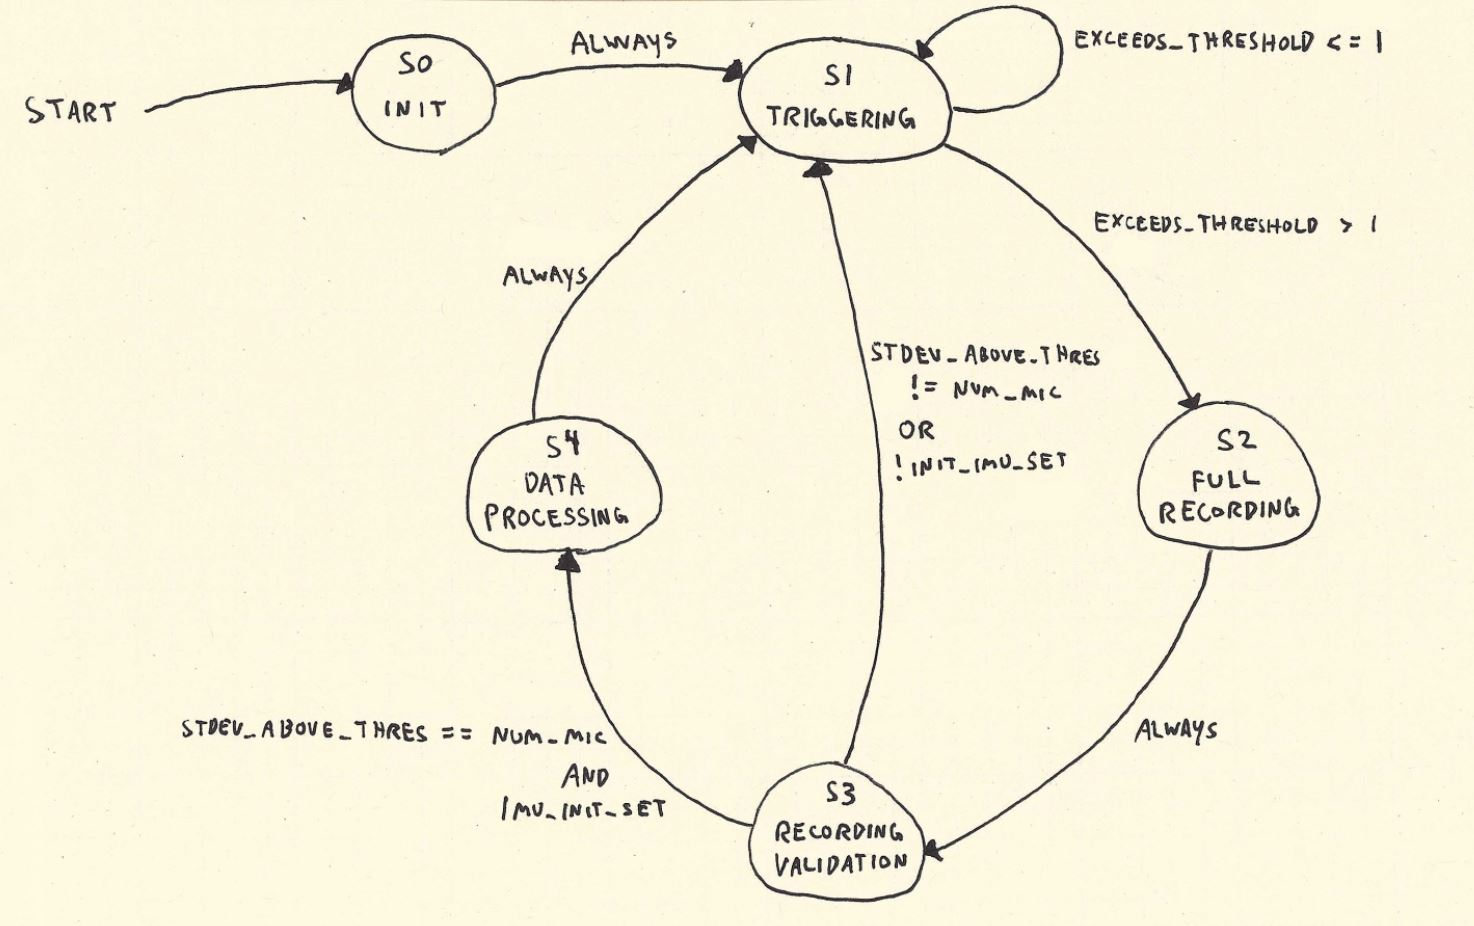 ALWAYS
EXCEEDS_THRESHOLD <= 1
START
S0
INIT
S1
TRIGGERING
EXCEEDS_THRESHOLD > 1
ALWAYS
STDEV_ABOVE_THRES
!= NUM_MIC
OR
!INIT_IMU_SET
S4
DATA
PROCESSING
S2
FULL
RECORDING
STDEV_ABOVE_THRES == NUM_MIC
AND
IMU_INIT_SET
ALWAYS
S3
RECORDING
VALIDATION